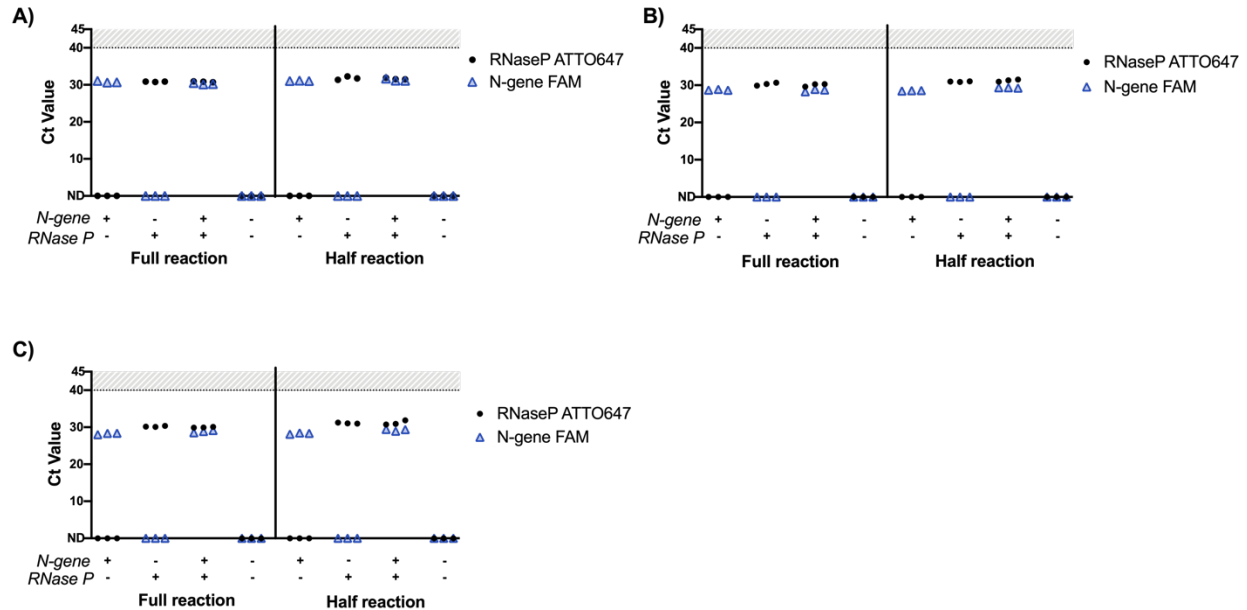 A)
45
40
30
20
10
ND
Ct Value
RNaseP ATTO647
N-gene FAM
N-gene + - + - + - + -
RNase P - + + - - + + -
Full reaction Half reaction
B)
45
40
30
20
10
ND
Ct Value
RNaseP ATTO647
N-gene FAM
N-gene + - + - + - + -
RNase P - + + - - + + -
Full reaction Half reaction
C)
45
40
30
20
10
ND
Ct Value
RNaseP ATTO647
N-gene FAM
N-gene + - + - + - + -
RNase P - + + - - + + -
Full reaction Half reaction